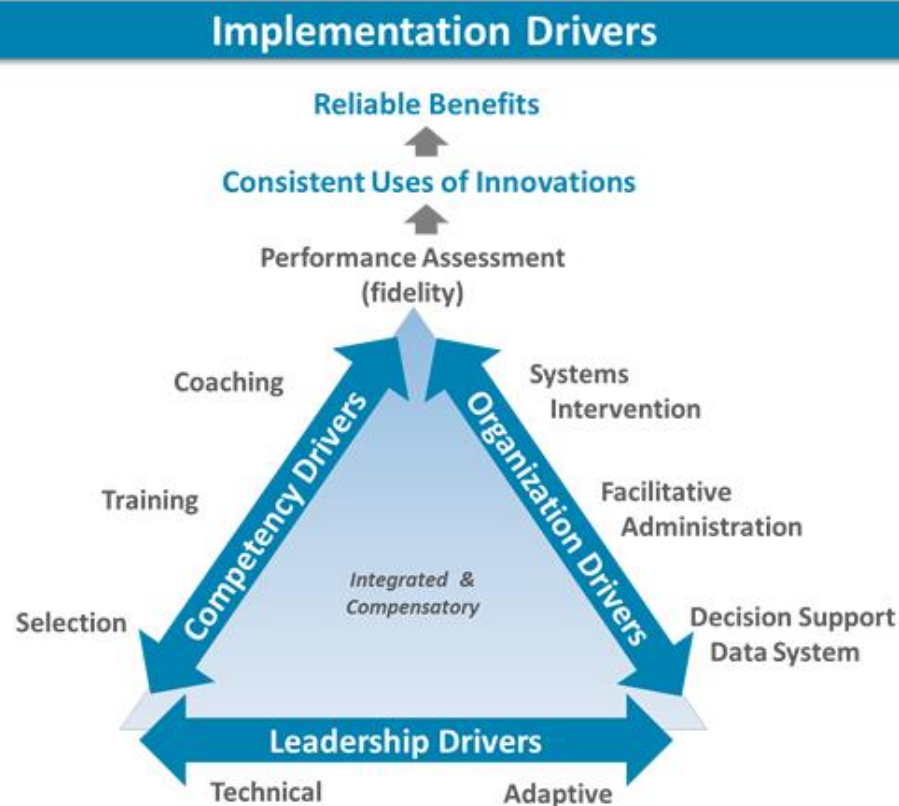 Implementation Drivers
Reliable Benefits
Consistent Uses of Innovations
Performance Assessment
(fidelity)
Coaching
Training
Selection
Competency Drivers
Organization Drivers
Systems
Intervention
Facilitative
Administration
Decision Support
Data System
Integrated &
Compensatory
Leadership Drivers
Technical
Adaptive